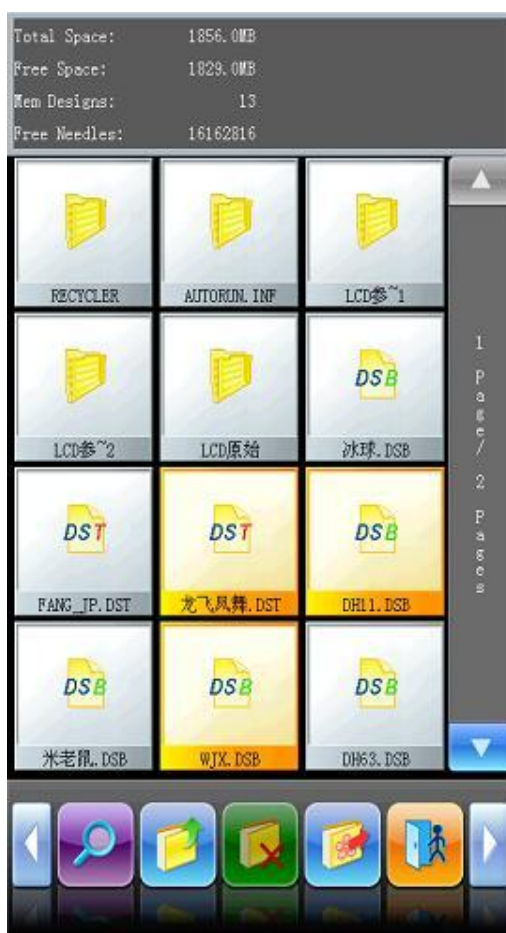 Total Space: 1856.0MB
Free Space: 1829.0MB
Mem Designs: 13
Free Needles: 16162816
RECYCLER AUTORUN.INF LCD参~1
DSB
LCD参~2 LCD原始 冰球.DSB
DST DST DSB
FANG_JP.DST 龙飞凤舞.DST DH11.DSB
DSB DSB DSB
米老鼠.DSB WJX.DSB DH63.DSB
1 Page/ 2 Pages